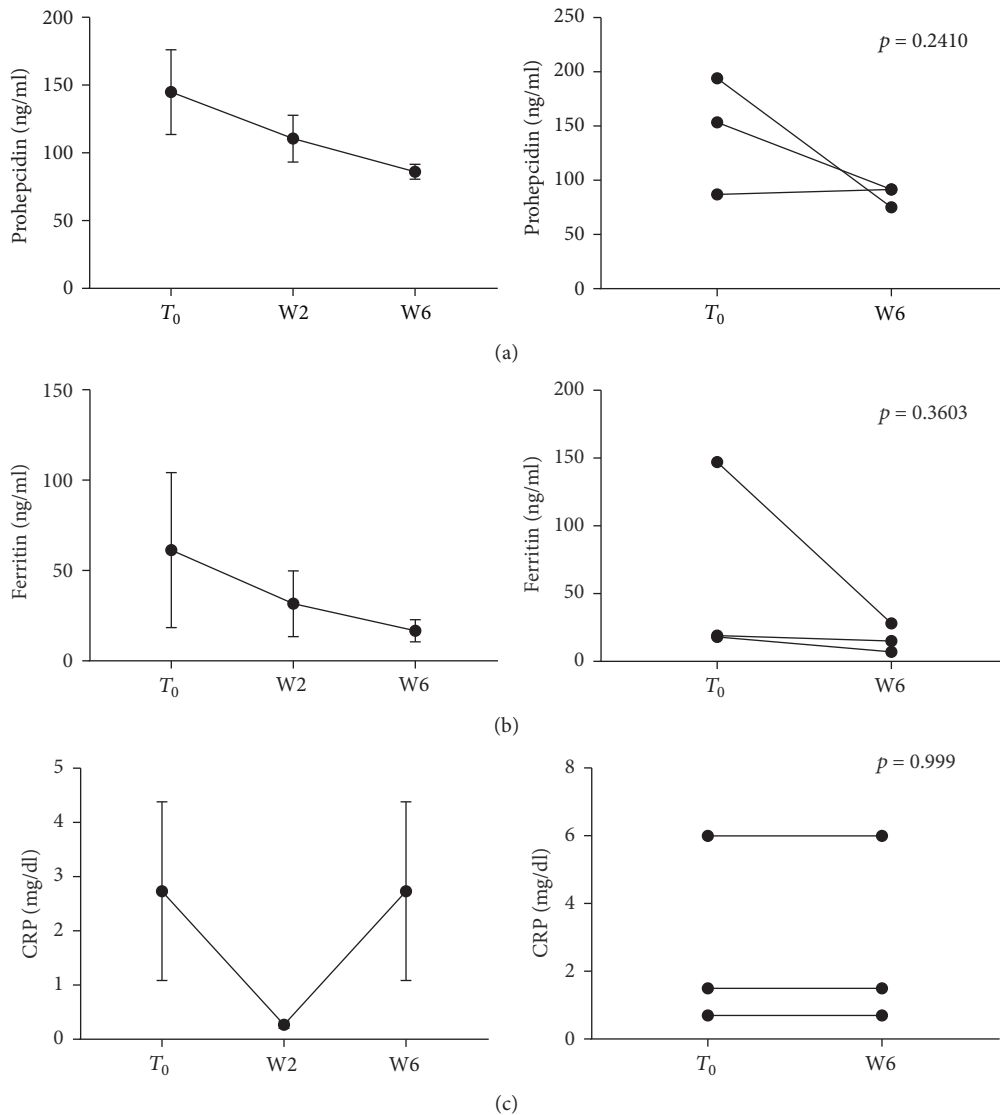 200
150
100
50
0
Prohepcidin (ng/ml)
T0
W2
W6
250
200
150
100
50
0
Prohepcidin (ng/ml)
p = 0.2410
T0
W6
(a)
150
100
50
0
Ferritin (ng/ml)
T0
W2
W6
200
150
100
50
0
Ferritin (ng/ml)
p = 0.3603
T0
W6
(b)
5
4
3
2
1
0
CRP (mg/dl)
T0
W2
W6
8
6
4
2
0
CRP (mg/dl)
p = 0.999
T0
W6
(c)